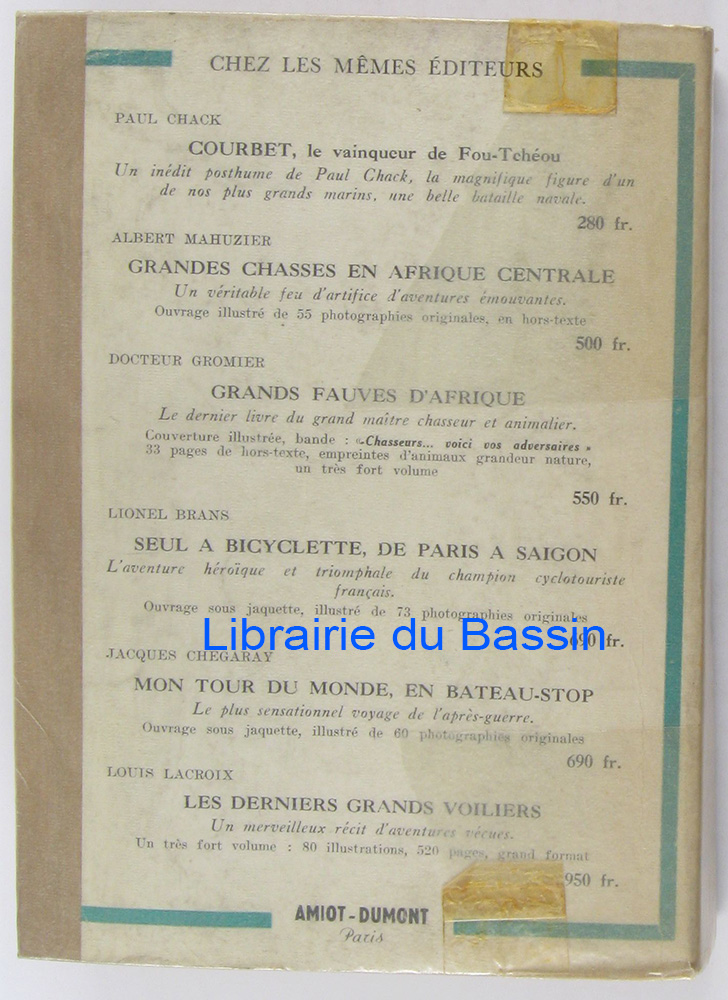 CHEZ LES MÊMES ÉDITEURS
PAUL CHACK
COURBET, le vainqueur de Fou-Tchéou
Un inédit posthume de Paul Chack, la magnifique figure d'un
de nos plus grands marins, une belle bataille navale.
280 fr.
ALBERT MAHUZIER
GRANDES CHASSES EN AFRIQUE CENTRALE
Un véritable feu d'artifice d'aventures émouvantes.
Ouvrage illustré de 55 photographies originales, en hors-texte
500 fr.
DOCTEUR GROMIER
GRANDS FAUVES D'AFRIQUE
Le dernier livre du grand maître chasseur et animalier.
Couverture illustrée, bande : « Chasseurs... voici vos adversaires »
33 pages de hors-texte, empreintes d'animaux grandeur nature,
un très fort volume
550 fr.
LIONEL BRANS
SEUL A BICYCLETTE, DE PARIS A SAIGON
L'aventure héroïque et triomphale du champion cyclotouriste
français.
Ouvrage sous jaquette, illustré de 73 photographies originales
690 fr.
Librairie du Bassin
JACQUES CHEGARAY
MON TOUR DU MONDE, EN BATEAU-STOP
Le plus sensationnel voyage de l'après-guerre.
Ouvrage sous jaquette, illustré de 60 photographies originales
690 fr.
LOUIS LACROIX
LES DERNIERS GRANDS VOILIERS
Un merveilleux récit d'aventures vécues.
Un très fort volume : 80 illustrations, 520 pages, grand format
950 fr.
AMIOT-DUMONT
Paris